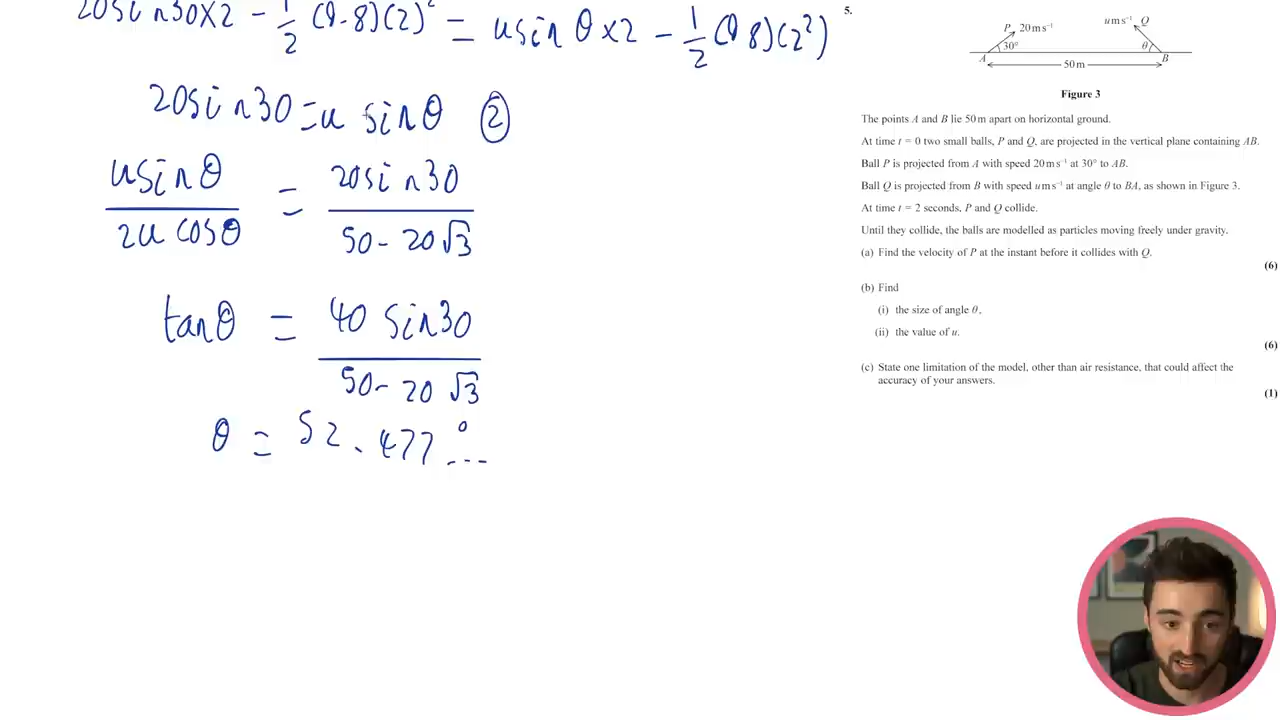 20sin30×2 - 1/2 (9.8)(2)² = usinθ×2 - 1/2 (9.8)(2²)
20sin30 = u sinθ ②
usinθ / 2u cosθ = 20sin30 / 50-20√3
tanθ = 40 sin30 / 50-20√3
θ = 52.477...°
5.
P 20 m s⁻¹ u m s⁻¹ Q
30° θ
A B
50 m
Figure 3
The points A and B lie 50 m apart on horizontal ground.
At time t = 0 two small balls, P and Q, are projected in the vertical plane containing AB.
Ball P is projected from A with speed 20 m s⁻¹ at 30° to AB.
Ball Q is projected from B with speed u m s⁻¹ at angle θ to BA, as shown in Figure 3.
At time t = 2 seconds, P and Q collide.
Until they collide, the balls are modelled as particles moving freely under gravity.
(a) Find the velocity of P at the instant before it collides with Q.
(6)
(b) Find
(i) the size of angle θ,
(ii) the value of u.
(6)
(c) State one limitation of the model, other than air resistance, that could affect the
accuracy of your answers.
(1)